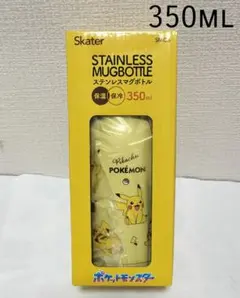 350ML
Skater
STAINLESS
MUGBOTTLE
ステンレスマグボトル
保温 保冷 350ml
Pikachu
POKÉMON
ポケットモンスター